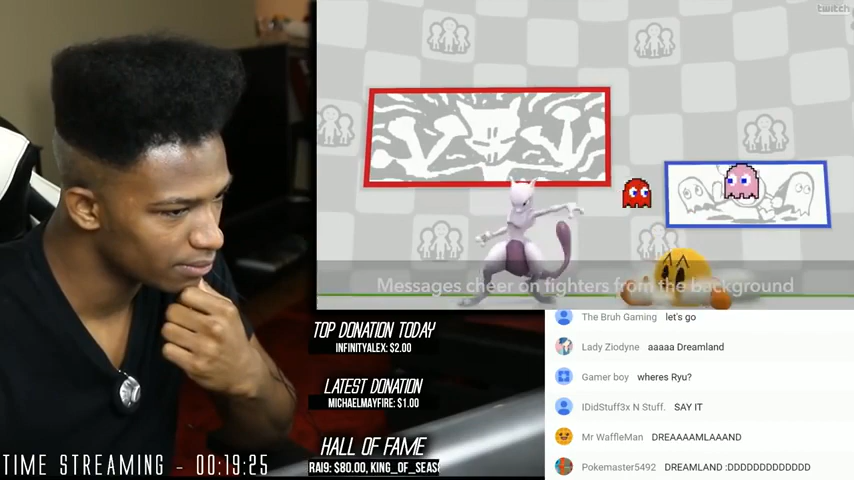 twitch
Messages cheer on fighters from the background
TOP DONATION TODAY
INFINITYALEX: $2.00
LATEST DONATION
MICHAELMAYFIRE: $1.00
HALL OF FAME
RAI9: $80.00, KING_OF_SEAS
TIME STREAMING - 00:19:25
The Bruh Gaming let's go
Lady Ziodyne aaaaa Dreamland
Gamer boy wheres Ryu?
IDidStuff3x N Stuff. SAY IT
Mr WaffleMan DREAAAAMLAAAND
Pokemaster5492 DREAMLAND :DDDDDDDDDDDDD